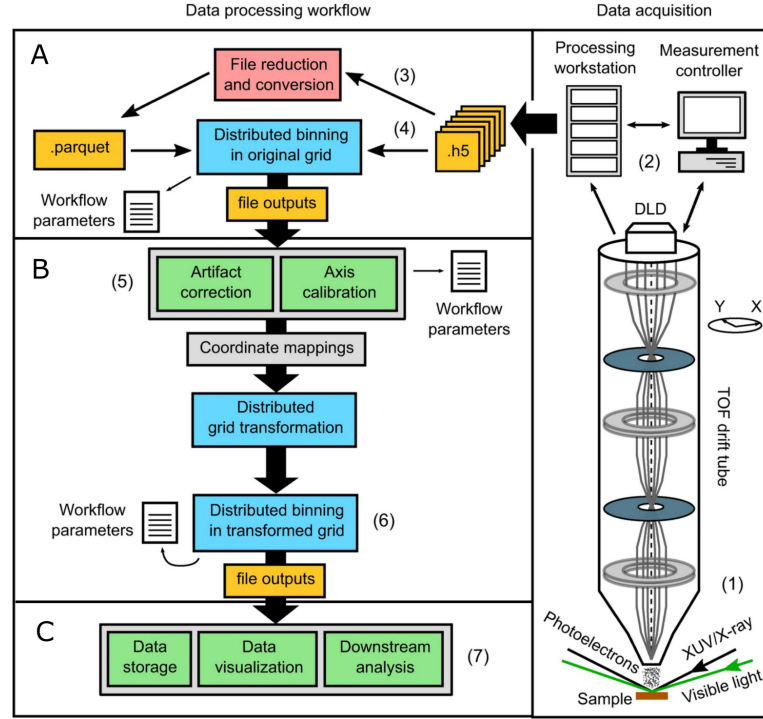 Data processing workflow
Data acquisition
A
File reduction
and conversion
(3)
(4)
.parquet
Distributed binning
in original grid
.h5
Workflow
parameters
file outputs
Processing
workstation
Measurement
controller
(2)
DLD
B
(5)
Artifact
correction
Axis
calibration
Workflow
parameters
Coordinate mappings
Distributed
grid transformation
Workflow
parameters
Distributed binning
in transformed grid
(6)
file outputs
Y
X
TOF drift tube
(1)
C
Data
storage
Data
visualization
Downstream
analysis
(7)
Photoelectrons
XUV/X-ray
Visible light
Sample